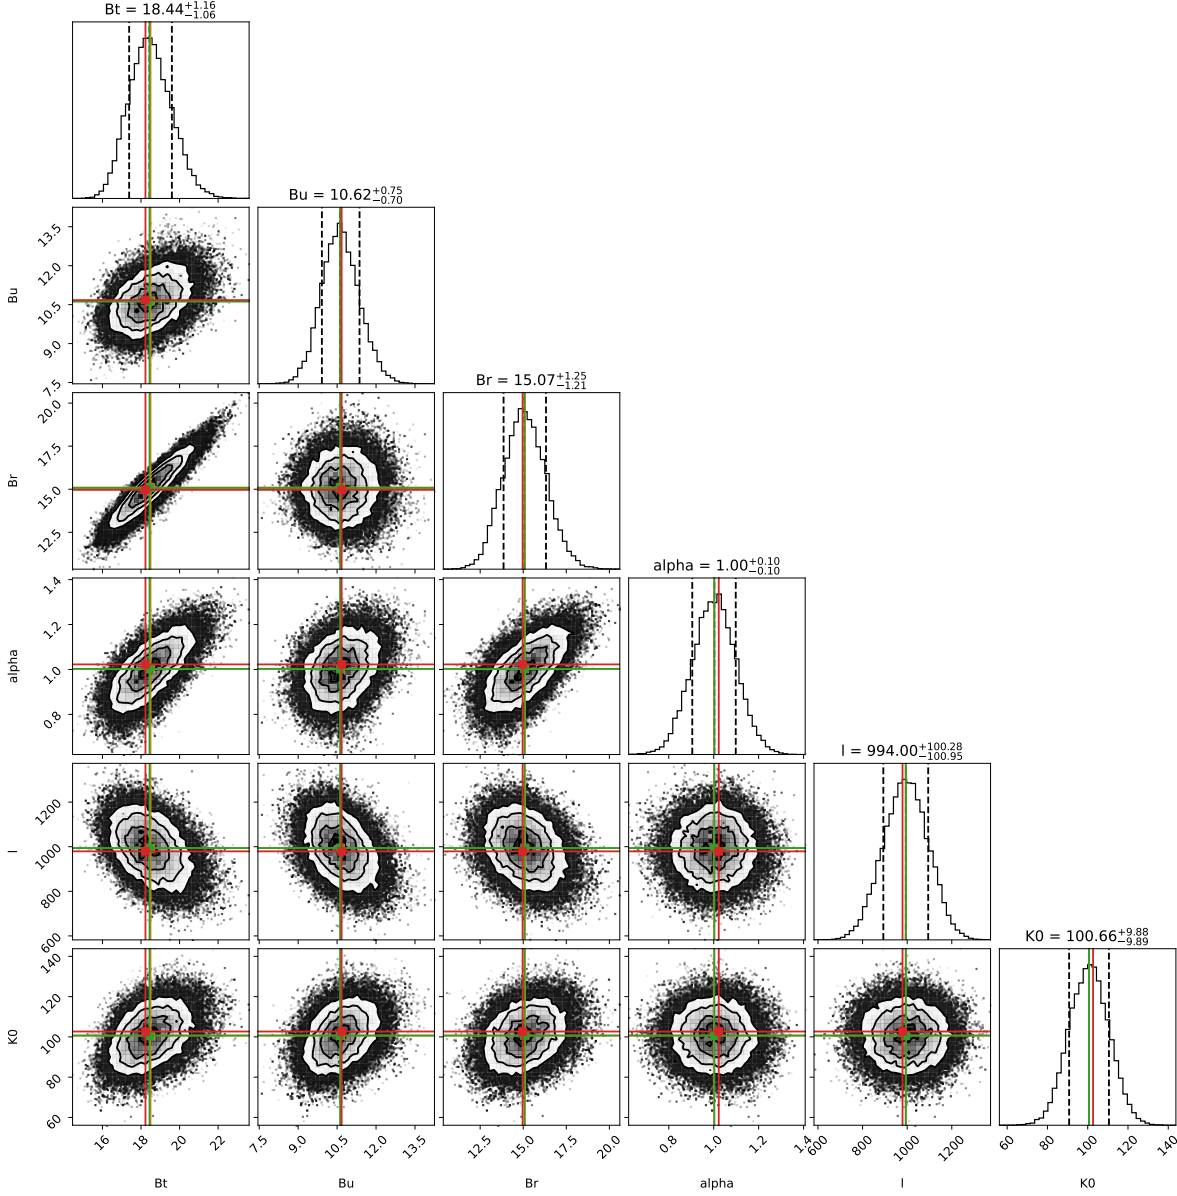 Bt = 18.44+1.16−1.06
Bu = 10.62+0.75−0.70
Bu
13.5
12.0
10.5
9.0
7.5
Br = 15.07+1.25−1.21
Br
20.0
17.5
15.0
12.5
alpha = 1.00+0.10−0.10
alpha
1.4
1.2
1.0
0.8
l = 994.00+100.28−100.95
l
1200
1000
800
600
K0 = 100.66+9.88−9.89
K0
140
120
100
80
60
16 18 20 22 7.5 9.0 10.5 12.0 13.5 12.5 15.0 17.5 20.0 0.8 1.0 1.2 1.4 600 800 1000 1200 60 80 100 120 140
Bt Bu Br alpha l K0